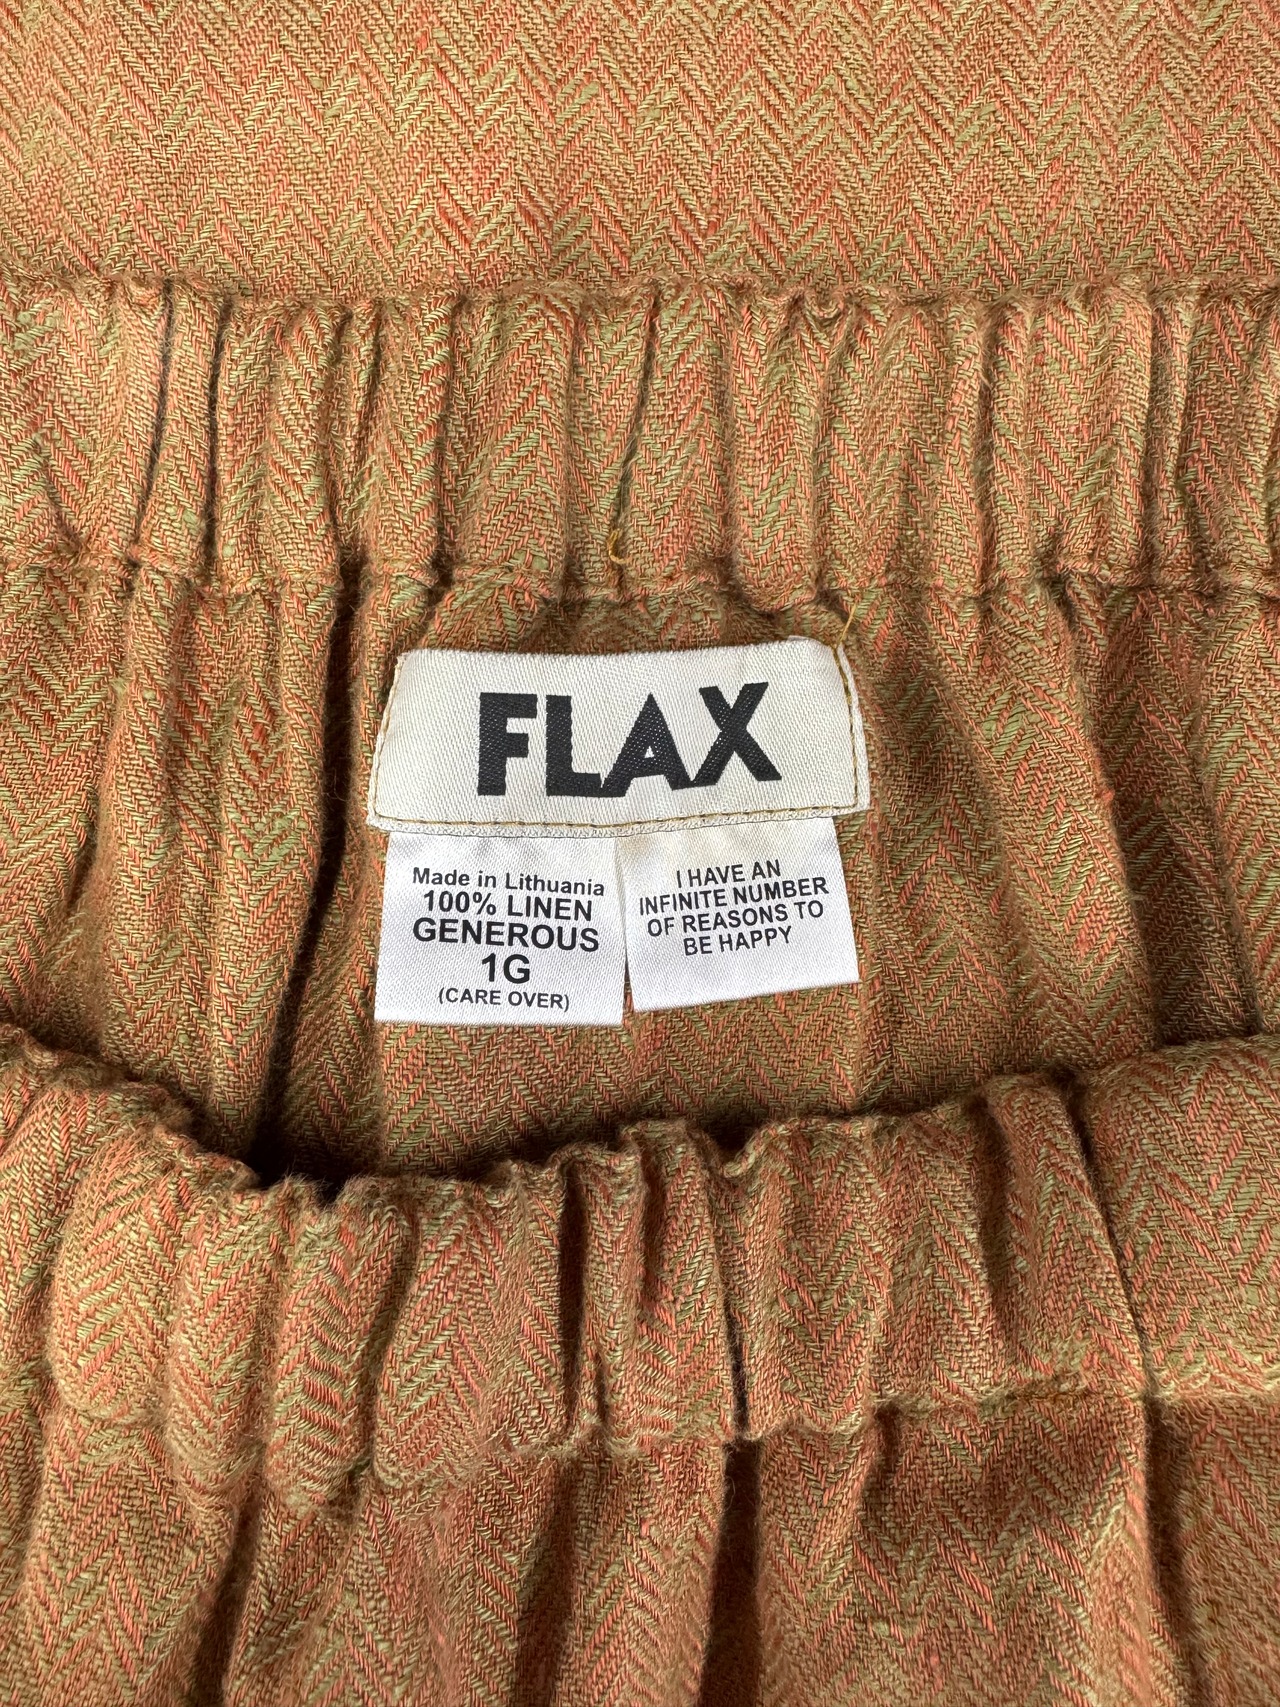 FLAX
Made in Lithuania
100% LINEN
GENEROUS
1G
(CARE OVER)
I HAVE AN
INFINITE NUMBER
OF REASONS TO
BE HAPPY